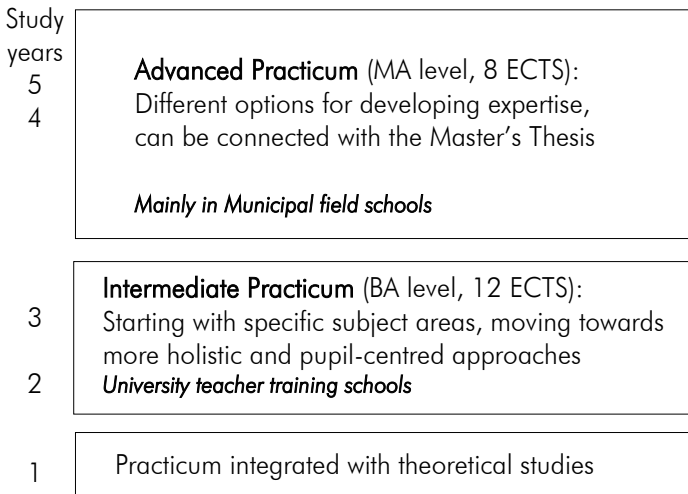 Study
years
5
4
Advanced Practicum (MA level, 8 ECTS):
Different options for developing expertise,
can be connected with the Master's Thesis
Mainly in Municipal field schools
3
2
Intermediate Practicum (BA level, 12 ECTS):
Starting with specific subject areas, moving towards
more holistic and pupil-centred approaches
University teacher training schools
1
Practicum integrated with theoretical studies